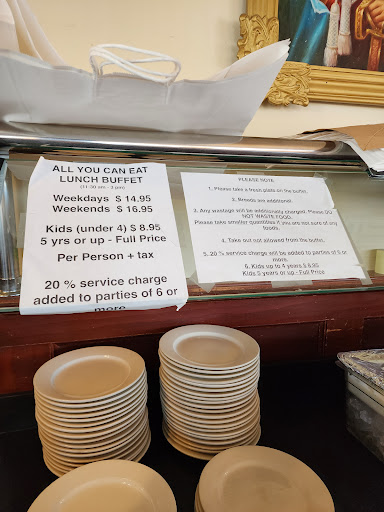 ALL YOU CAN EAT
LUNCH BUFFET
(11:30 am - 3 pm)
Weekdays $ 14.95
Weekends $ 16.95
Kids (under 4) $ 8.95
5 yrs or up - Full Price
Per Person + tax
20 % service charge
added to parties of 6 or
more
PLEASE NOTE
1. Please take a fresh plate on the buffet.
2. Breads are additional.
3. Any wastage will be additionally charged. Please DO
NOT WASTE FOOD.
Please take smaller quantities if you are not sure of any
foods.
4. Take out not allowed from the buffet.
5. 20 % service charge will be added to parties of 6 or
more.
6. Kids up to 4 years $ 8.95
Kids 5 years or up - Full Price